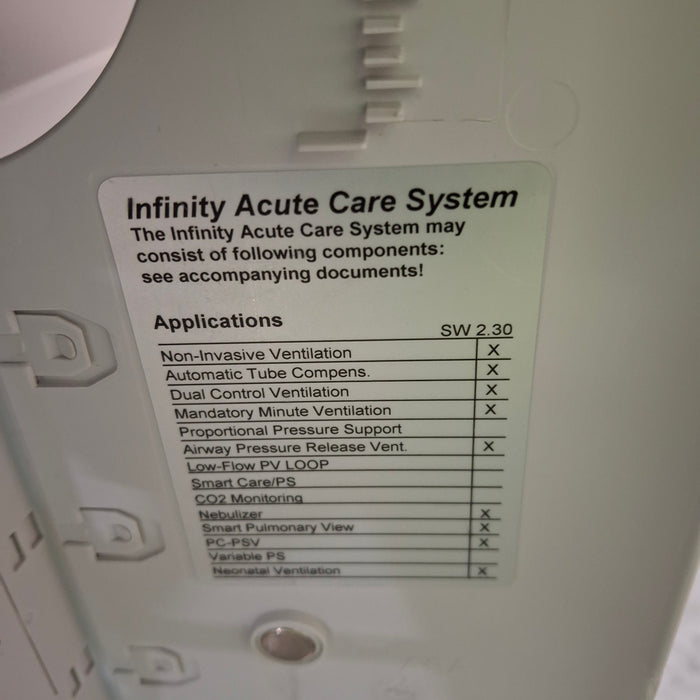 Infinity Acute Care System
The Infinity Acute Care System may
consist of following components:
see accompanying documents!
Applications
SW 2.30
Non-Invasive Ventilation X
Automatic Tube Compens. X
Dual Control Ventilation X
Mandatory Minute Ventilation X
Proportional Pressure Support
Airway Pressure Release Vent. X
Low-Flow PV LOOP
Smart Care/PS
CO2 Monitoring
Nebulizer X
Smart Pulmonary View X
PC-PSV X
Variable PS
Neonatal Ventilation X